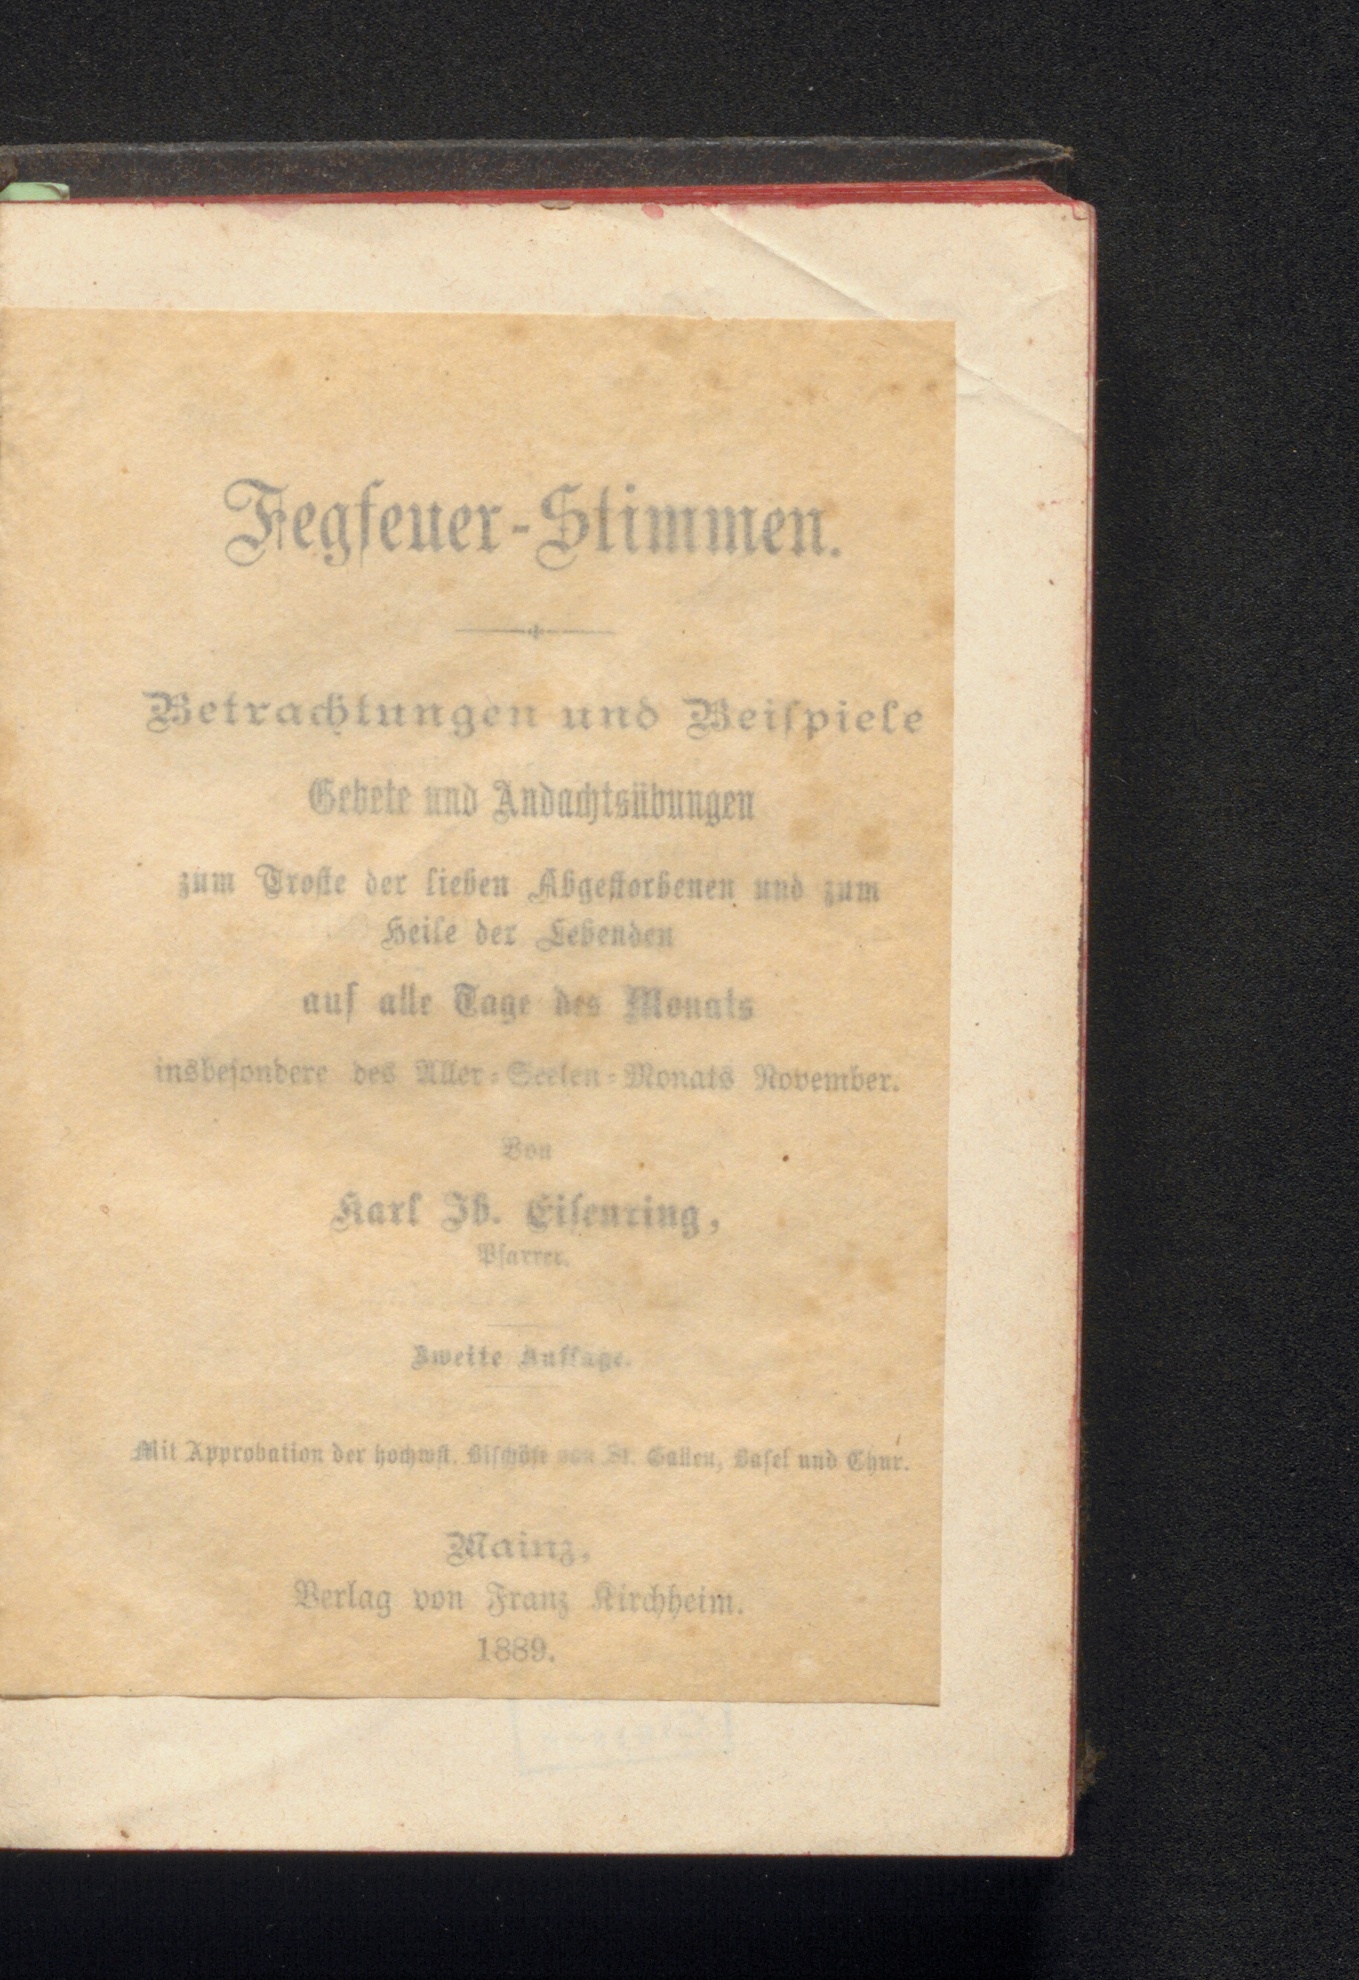 Fegfeuer-Stimmen.
Betrachtungen und Beispiele
Gebete und Andachtsübungen
zum Troste der lieben Abgestorbenen und zum
Heile der Lebenden
auf alle Tage des Monats
insbesondere des Aller-Seelen-Monats November.
Von
Karl Jb. Eisenring,
Pfarrer.
Zweite Auflage.
Mit Approbation der hochwst. Bischöfe von St. Gallen, Basel und Chur.
Mainz,
Verlag von Franz Kirchheim.
1889.